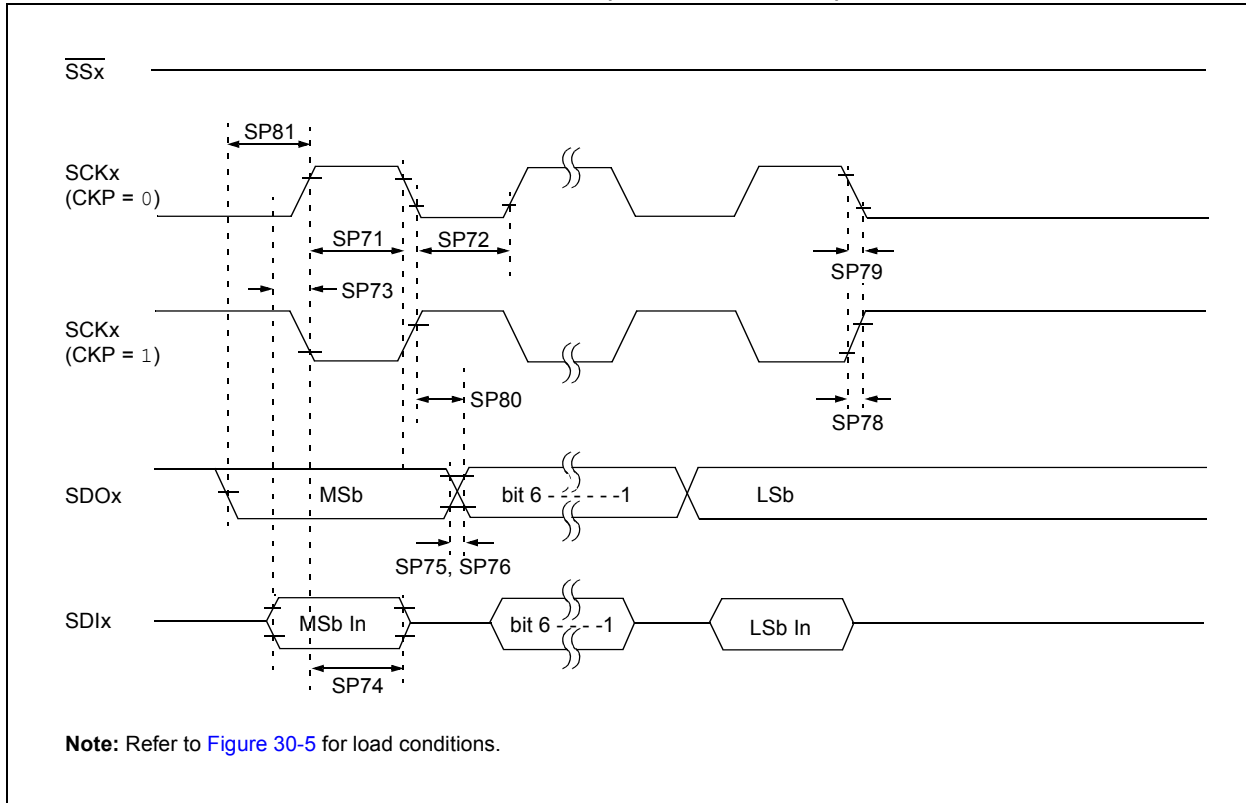 SSx
SP81
SCKx
(CKP = 0)
SP71
SP72
SP79
SP73
SCKx
(CKP = 1)
SP80
SP78
SDOx
MSb
bit 6 - - - - - -1
LSb
SP75, SP76
SDIx
MSb In
bit 6 - - - -1
LSb In
SP74
Note: Refer to Figure 30-5 for load conditions.